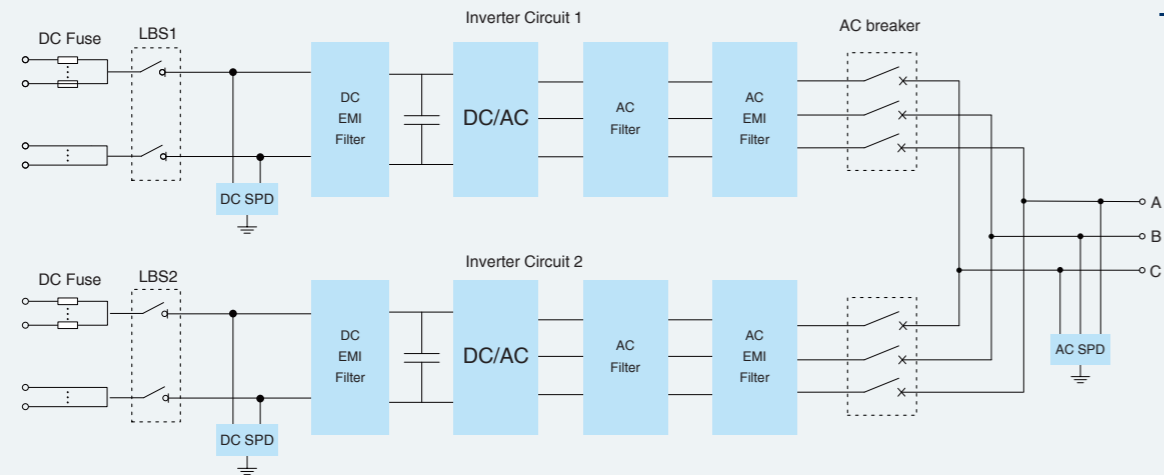 Inverter Circuit 1
DC Fuse
LBS1
AC breaker
DC
EMI
Filter
DC/AC
AC
Filter
AC
EMI
Filter
DC SPD
A
B
C
Inverter Circuit 2
DC Fuse
LBS2
DC
EMI
Filter
DC/AC
AC
Filter
AC
EMI
Filter
AC SPD
DC SPD